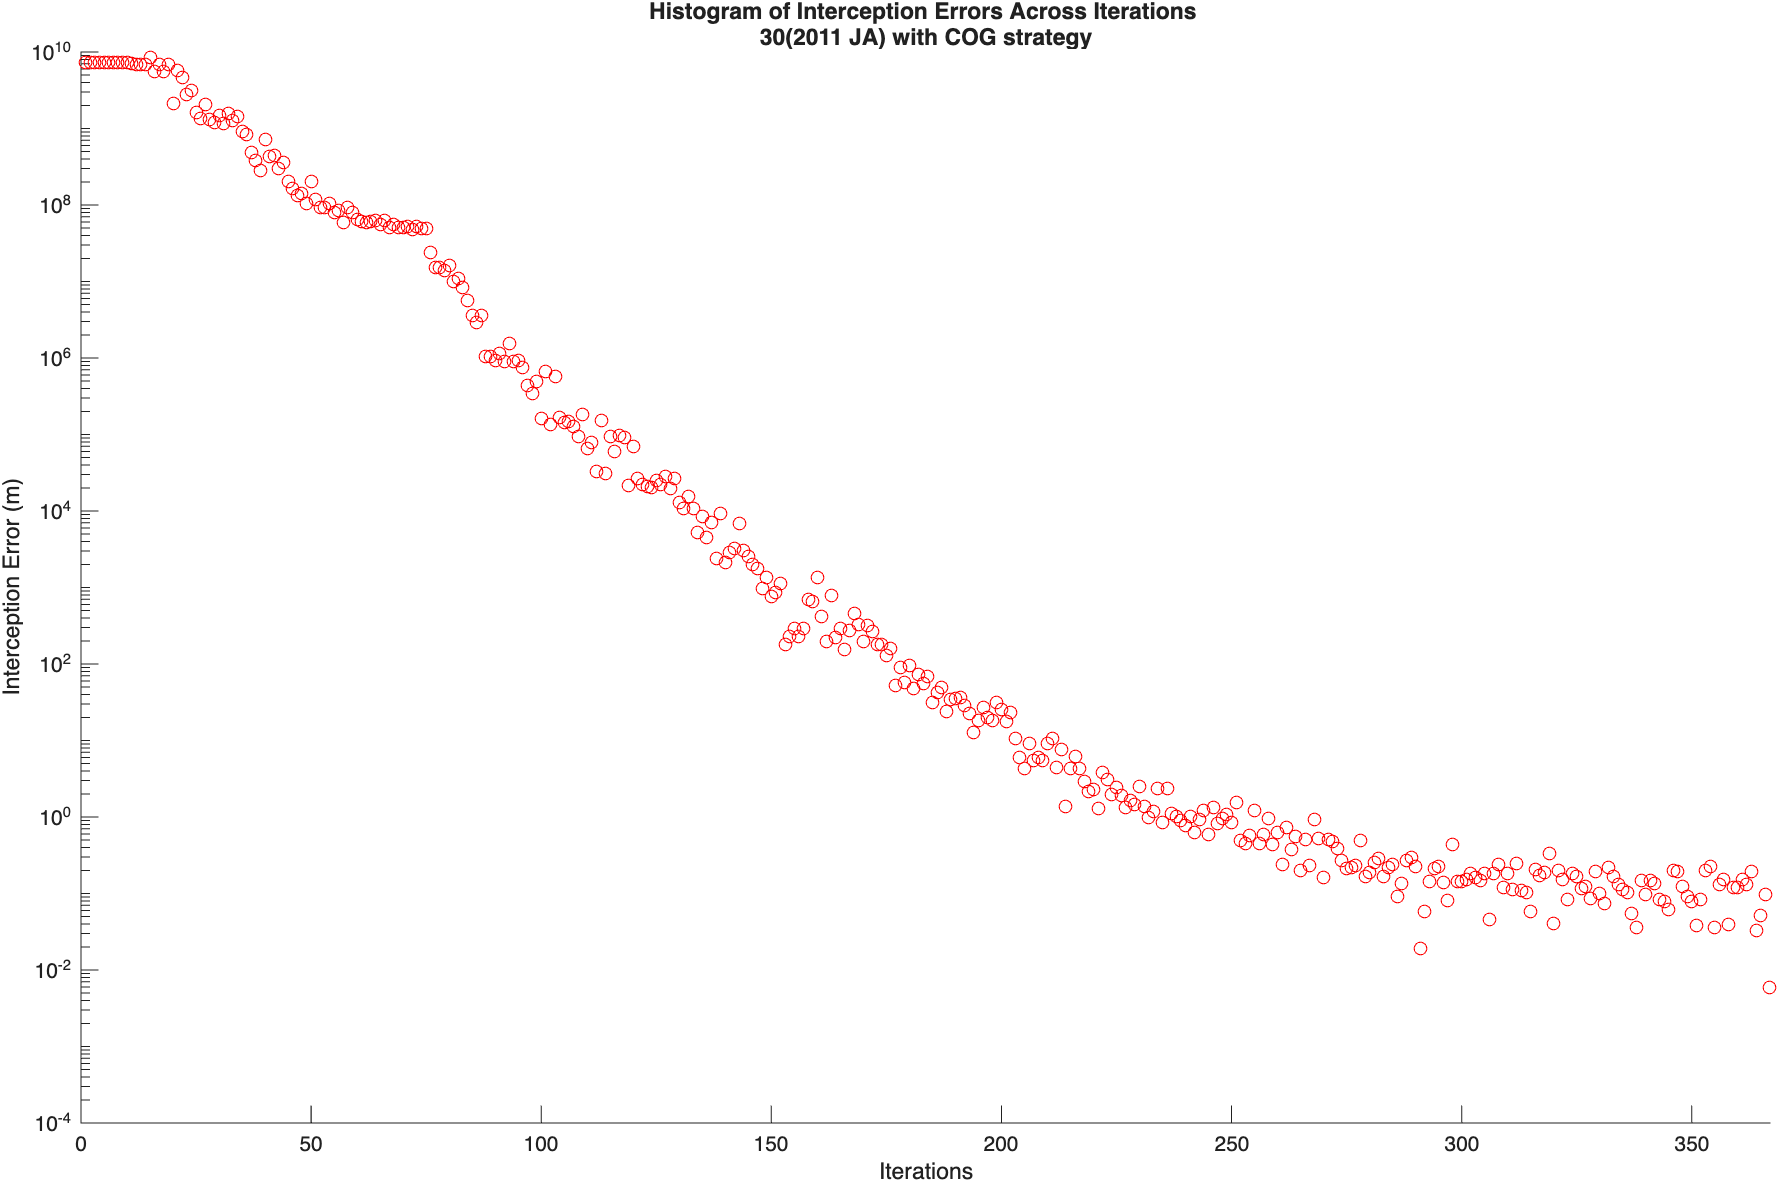 Histogram of Interception Errors Across Iterations
30(2011 JA) with COG strategy
Interception Error (m)
10^10
10^8
10^6
10^4
10^2
10^0
10^-2
10^-4
0 50 100 150 200 250 300 350
Iterations